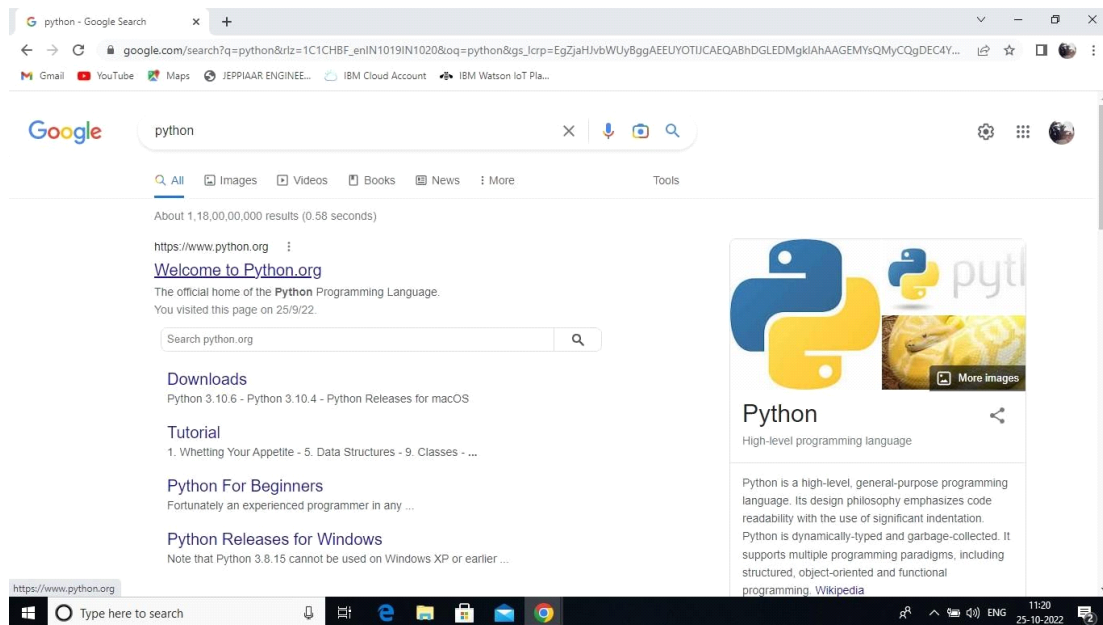 python - Google Search
google.com/search?q=python&rlz=1C1CHBF_enIN1019IN1020&oq=python&gs_lcrp=EgZjaHJvbWUyBggAEEUYOTIJCAEQABhDGLEDMgkIAhAAGEMYsQMyCQgDEC4Y...
Gmail YouTube Maps JEPPIAAR ENGINEE... IBM Cloud Account IBM Watson IoT Pla...
Google python
All Images Videos Books News More Tools
About 1,18,00,00,000 results (0.58 seconds)
https://www.python.org
Welcome to Python.org
The official home of the Python Programming Language.
You visited this page on 25/9/22.
Search python.org
Downloads
Python 3.10.6 - Python 3.10.4 - Python Releases for macOS
Tutorial
1. Whetting Your Appetite - 5. Data Structures - 9. Classes - ...
Python For Beginners
Fortunately an experienced programmer in any ...
Python Releases for Windows
Note that Python 3.8.15 cannot be used on Windows XP or earlier ...
pytl
More images
Python
High-level programming language
Python is a high-level, general-purpose programming
language. Its design philosophy emphasizes code
readability with the use of significant indentation.
Python is dynamically-typed and garbage-collected. It
supports multiple programming paradigms, including
structured, object-oriented and functional
programming. Wikipedia
https://www.python.org
Type here to search
ENG
11:20
25-10-2022
2